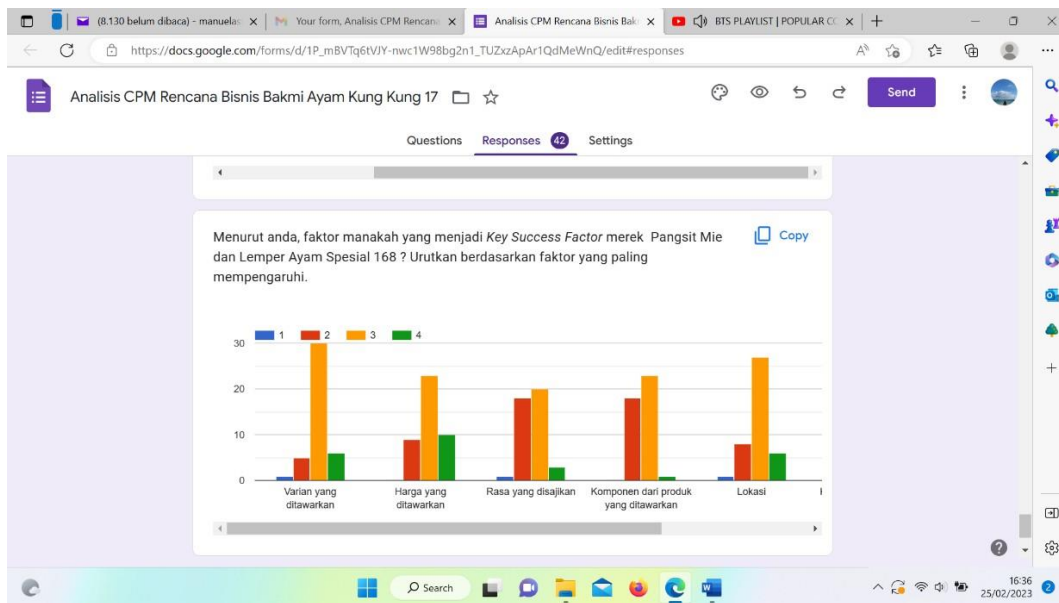 (8.130 belum dibaca) - manuelas
Your form, Analisis CPM Rencana
Analisis CPM Rencana Bisnis Bak
BTS PLAYLIST | POPULAR
https://docs.google.com/forms/d/1P_mBVTq6tVJY-nwc1W98bg2n1_TUZxzApAr1QdMeWnQ/edit#responses
Analisis CPM Rencana Bisnis Bakmi Ayam Kung Kung 17
Send
Questions Responses 42 Settings
Menurut anda, faktor manakah yang menjadi Key Success Factor merek Pangsit Mie
dan Lemper Ayam Spesial 168 ? Urutkan berdasarkan faktor yang paling
mempengaruhi.
Copy
1 2 3 4
30
20
10
0
Varian yang
ditawarkan
Harga yang
ditawarkan
Rasa yang disajikan
Komponen dari produk
yang ditawarkan
Lokasi
Search
16:36
25/02/2023
2